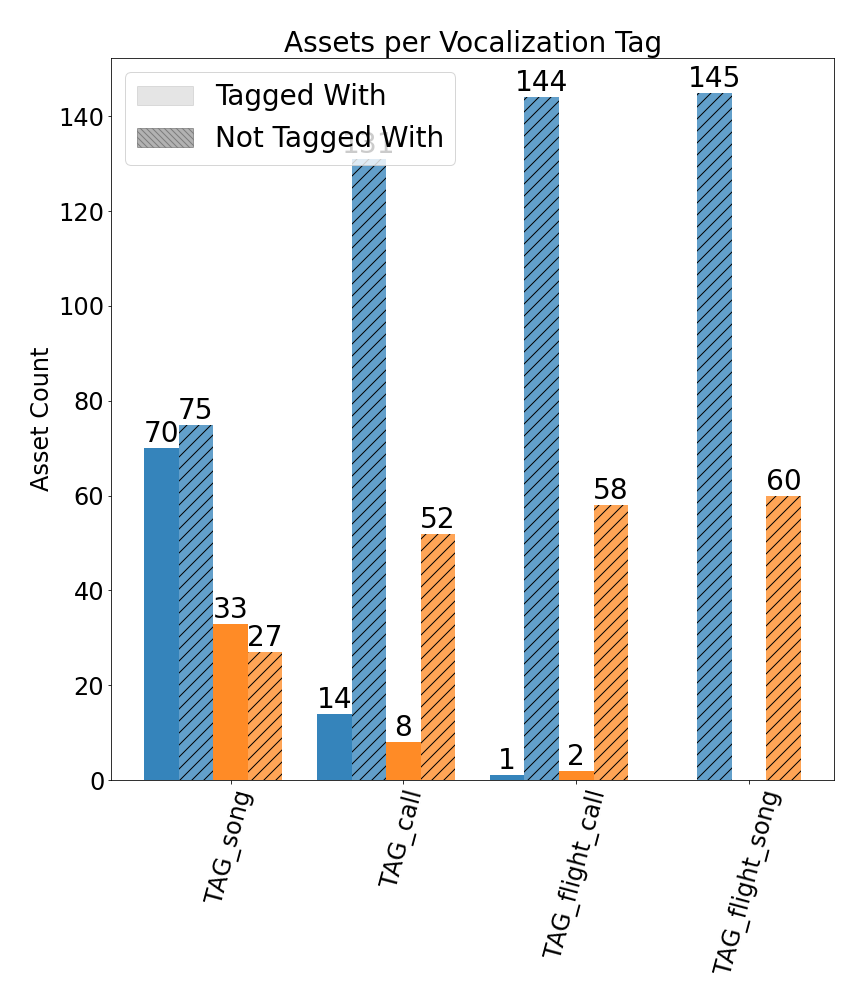 Assets per Vocalization Tag
Tagged With
Not Tagged With
Asset Count
140
120
100
80
60
40
20
0
70
75
33
27
14
131
8
52
1
144
2
58
145
60
TAG_song
TAG_call
TAG_flight_call
TAG_flight_song